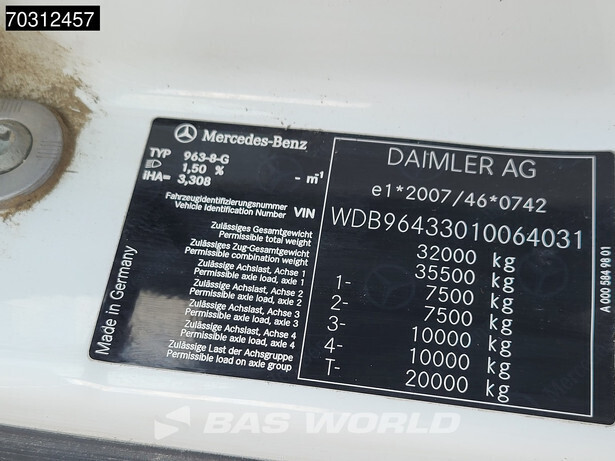 70312457
Mercedes-Benz
TYP 963-8-G
1,50 % - m⁻¹
iHA= 3,308
Fahrzeugidentifizierungsnummer
Vehicle Identification Number VIN
Zulässiges Gesamtgewicht
Permissible total weight
Zulässiges Zug-Gesamtgewicht
Permissible combination weight
Zulässige Achslast, Achse 1
Permissible axle load, axle 1
Zulässige Achslast, Achse 2
Permissible axle load, axle 2
Zulässige Achslast, Achse 3
Permissible axle load, axle 3
Zulässige Achslast, Achse 4
Permissible axle load, axle 4
Zulässige Last der Achsgruppe
Permissible load on axle group
Made in Germany
DAIMLER AG
e1*2007/46*0742
WDB96433010064031
32000 kg
35500 kg
1- 7500 kg
2- 7500 kg
3- 10000 kg
4- 10000 kg
T- 20000 kg
A 000 584 98 01
BAS WORLD